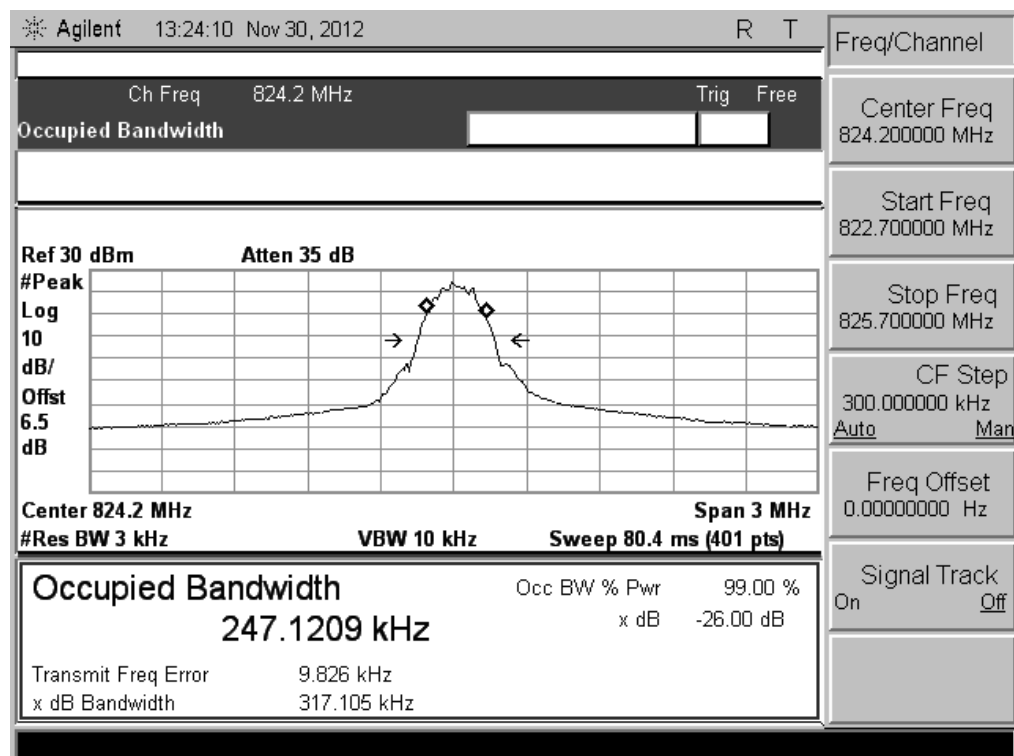 Agilent 13:24:10 Nov 30, 2012 R T
Freq/Channel
Ch Freq 824.2 MHz Trig Free
Occupied Bandwidth
Center Freq
824.200000 MHz
Start Freq
822.700000 MHz
Stop Freq
825.700000 MHz
CF Step
300.000000 kHz
Auto Man
Freq Offset
0.00000000 Hz
Signal Track
On Off
Ref 30 dBm Atten 35 dB
#Peak
Log
10
dB/
Offst
6.5
dB
Center 824.2 MHz Span 3 MHz
#Res BW 3 kHz VBW 10 kHz Sweep 80.4 ms (401 pts)
Occupied Bandwidth Occ BW % Pwr 99.00 %
247.1209 kHz x dB -26.00 dB
Transmit Freq Error 9.826 kHz
x dB Bandwidth 317.105 kHz